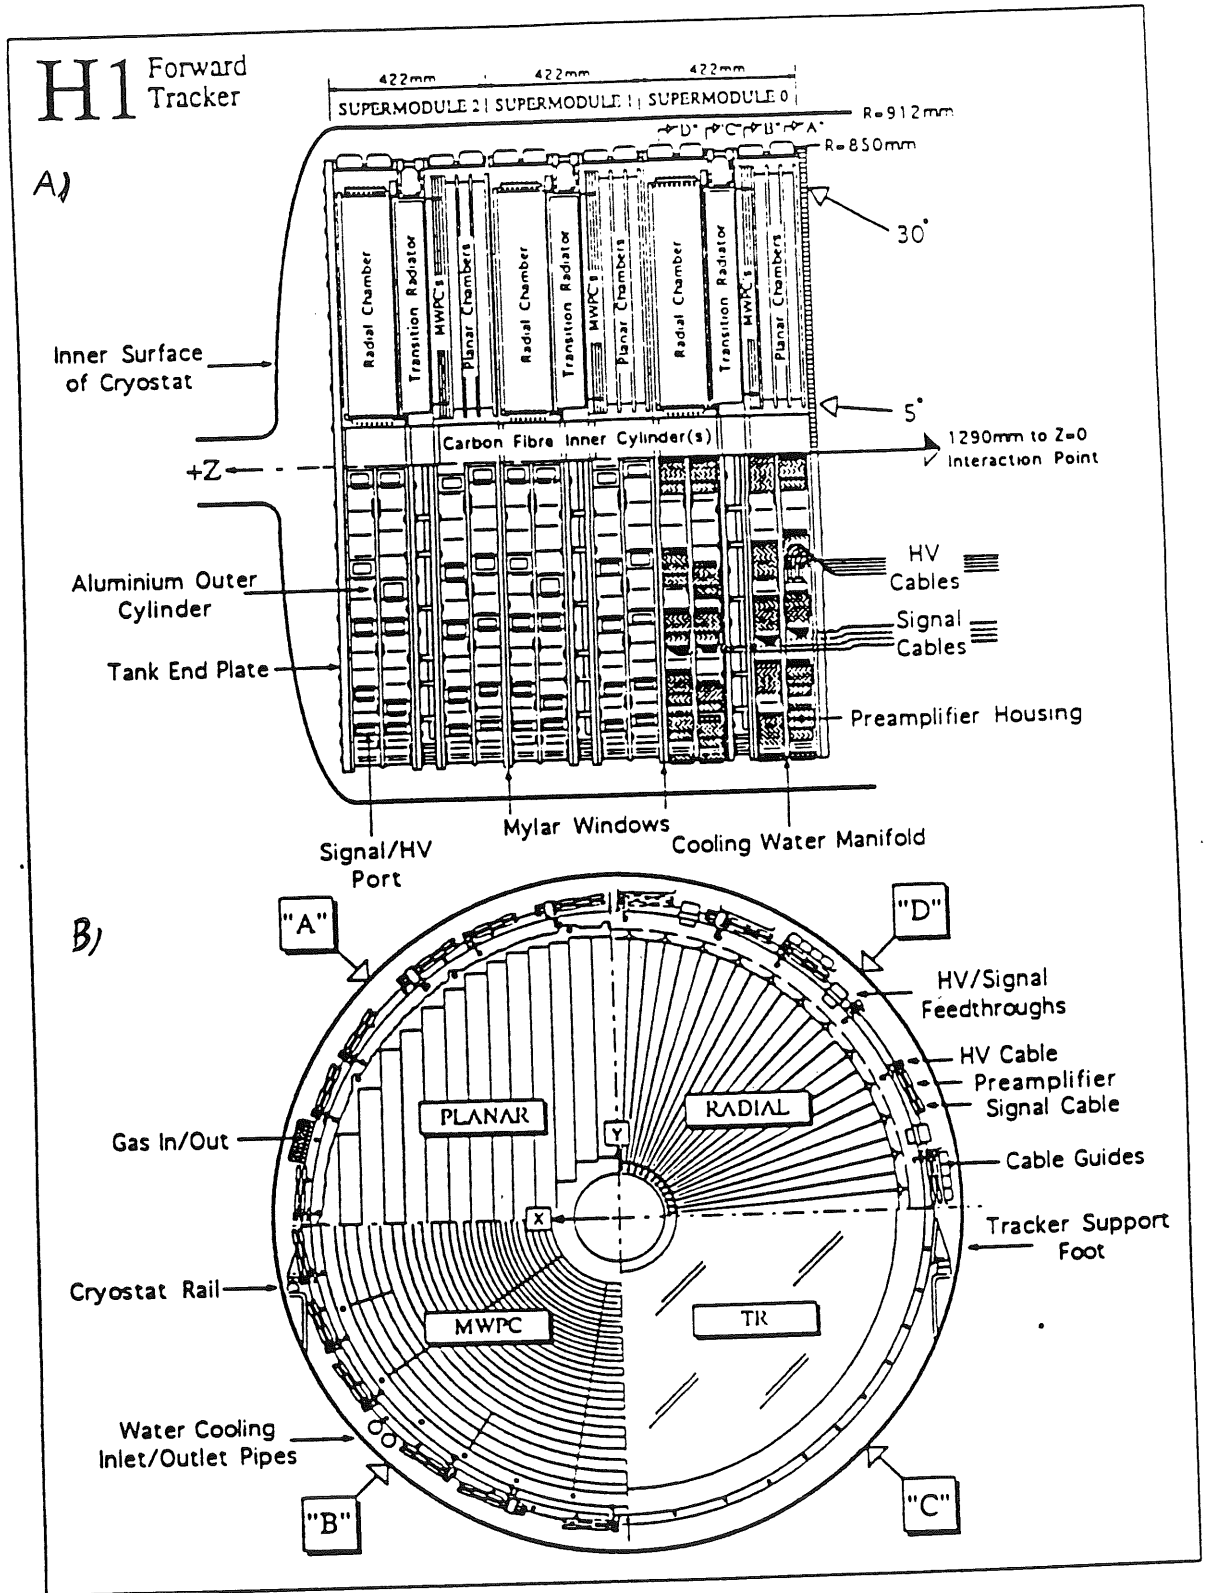 H1 Forward
Tracker
422mm 422mm 422mm
SUPERMODULE 2 SUPERMODULE 1 SUPERMODULE 0
R=912mm
"D" "C" "B" "A"
R=850mm
A)
30°
Radial Chamber
Transition Radiator
MWPC's
Planar Chambers
Radial Chamber
Transition Radiator
MWPC's
Planar Chambers
Radial Chamber
Transition Radiator
MWPC's
Planar Chambers
Inner Surface
of Cryostat
5°
Carbon Fibre Inner Cylinder(s)
1290mm to Z=0
Interaction Point
+Z
HV
Cables
Aluminium Outer
Cylinder
Signal
Cables
Tank End Plate
Preamplifier Housing
Mylar Windows
Cooling Water Manifold
Signal/HV
Port
B)
"A"
"D"
HV/Signal
Feedthroughs
HV Cable
Preamplifier
Signal Cable
PLANAR
RADIAL
Gas In/Out
Y
Cable Guides
X
Tracker Support
Foot
Cryostat Rail
MWPC
TR
Water Cooling
Inlet/Outlet Pipes
"B"
"C"